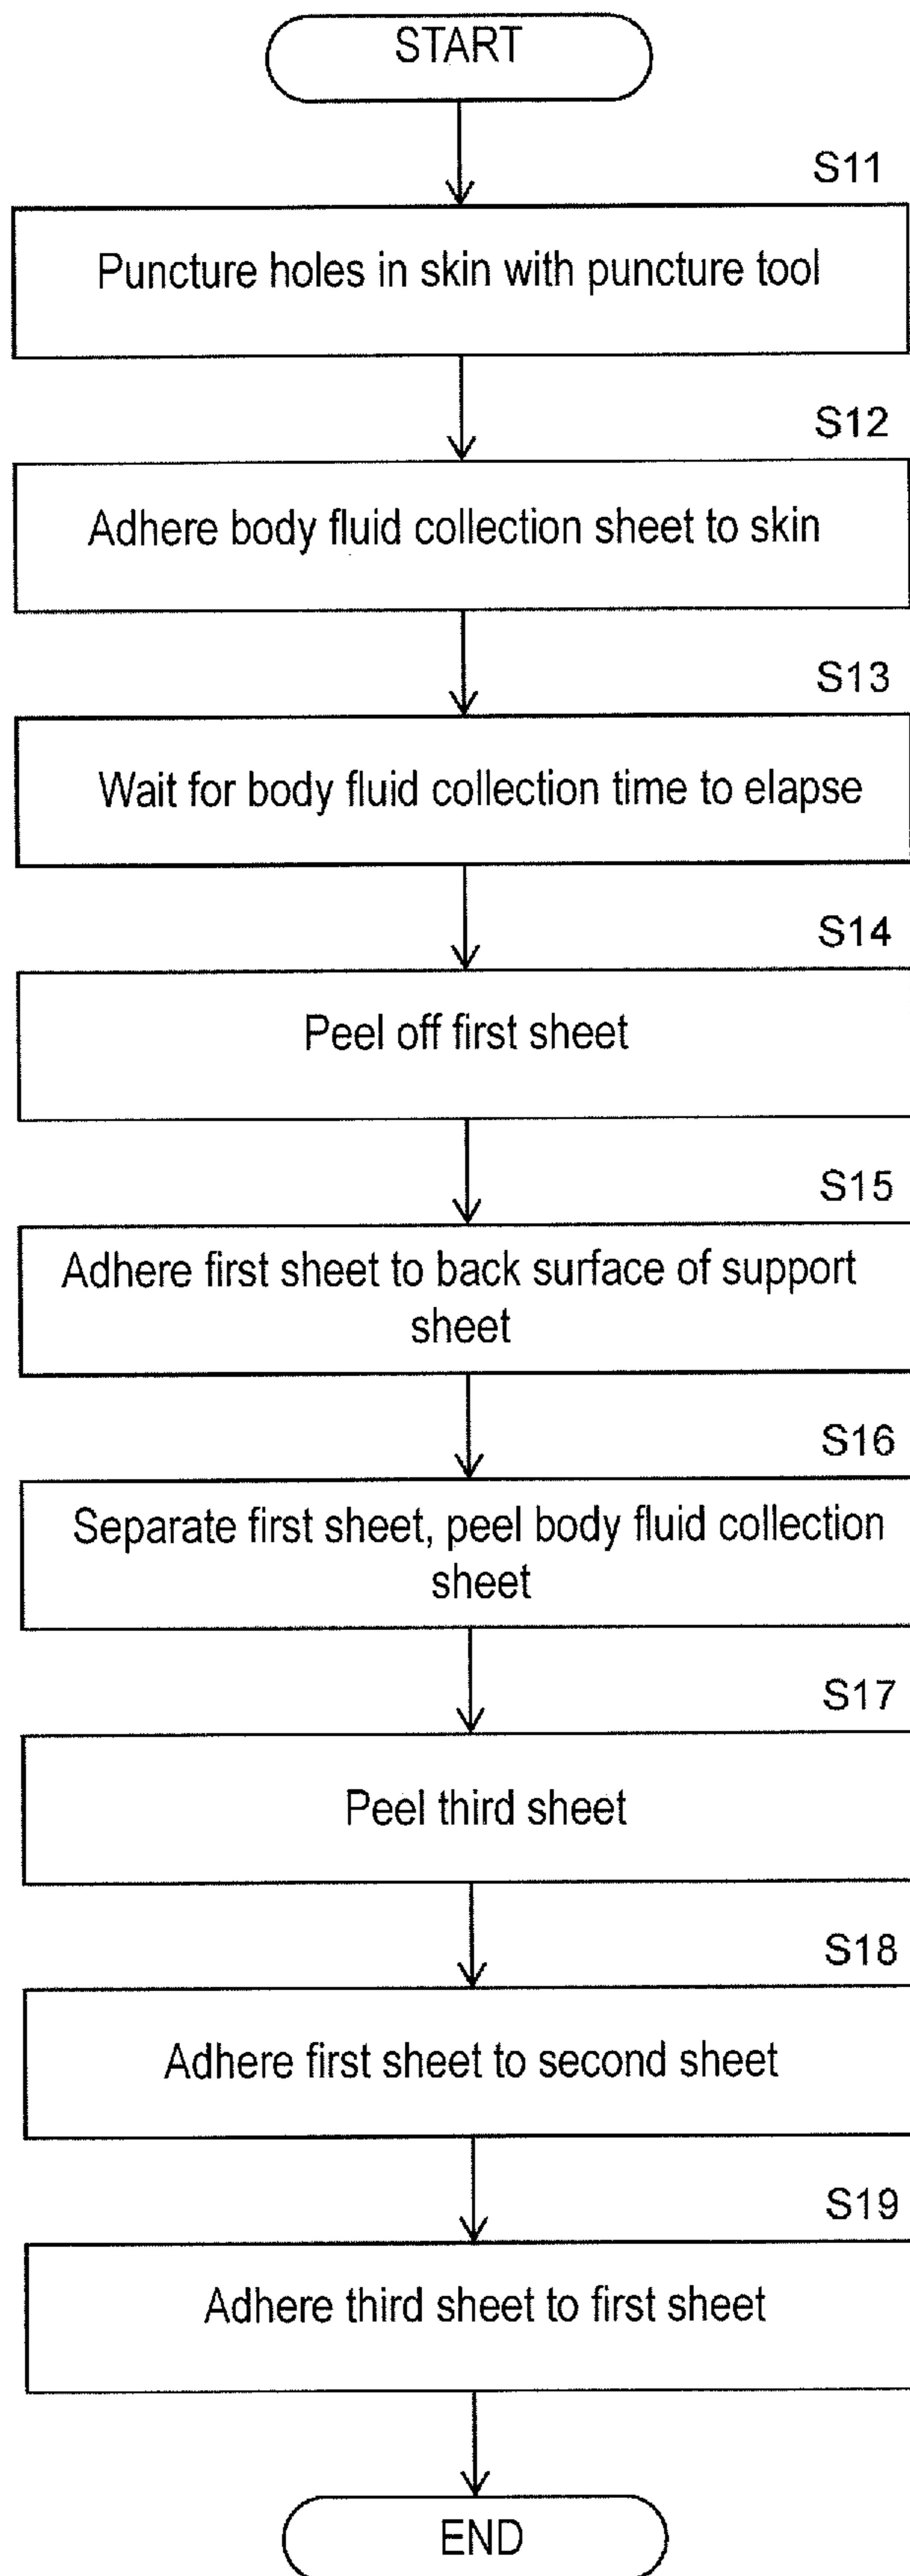 START
S11
Puncture holes in skin with puncture tool
S12
Adhere body fluid collection sheet to skin
S13
Wait for body fluid collection time to elapse
S14
Peel off first sheet
S15
Adhere first sheet to back surface of support
sheet
S16
Separate first sheet, peel body fluid collection
sheet
S17
Peel third sheet
S18
Adhere first sheet to second sheet
S19
Adhere third sheet to first sheet
END